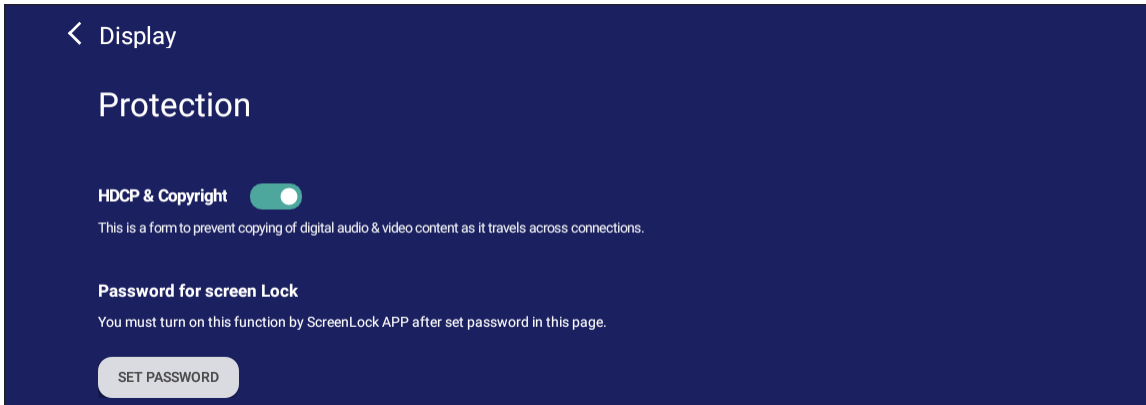 Display
Protection
HDCP & Copyright
This is a form to prevent copying of digital audio & video content as it travels across connections.
Password for screen Lock
You must turn on this function by ScreenLock APP after set password in this page.
SET PASSWORD